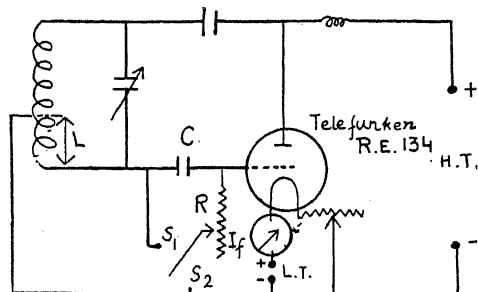 Telefunken
R.E. 134
+
C
L
H.T.
R
S1
If
S2
+
L.T.
-
-